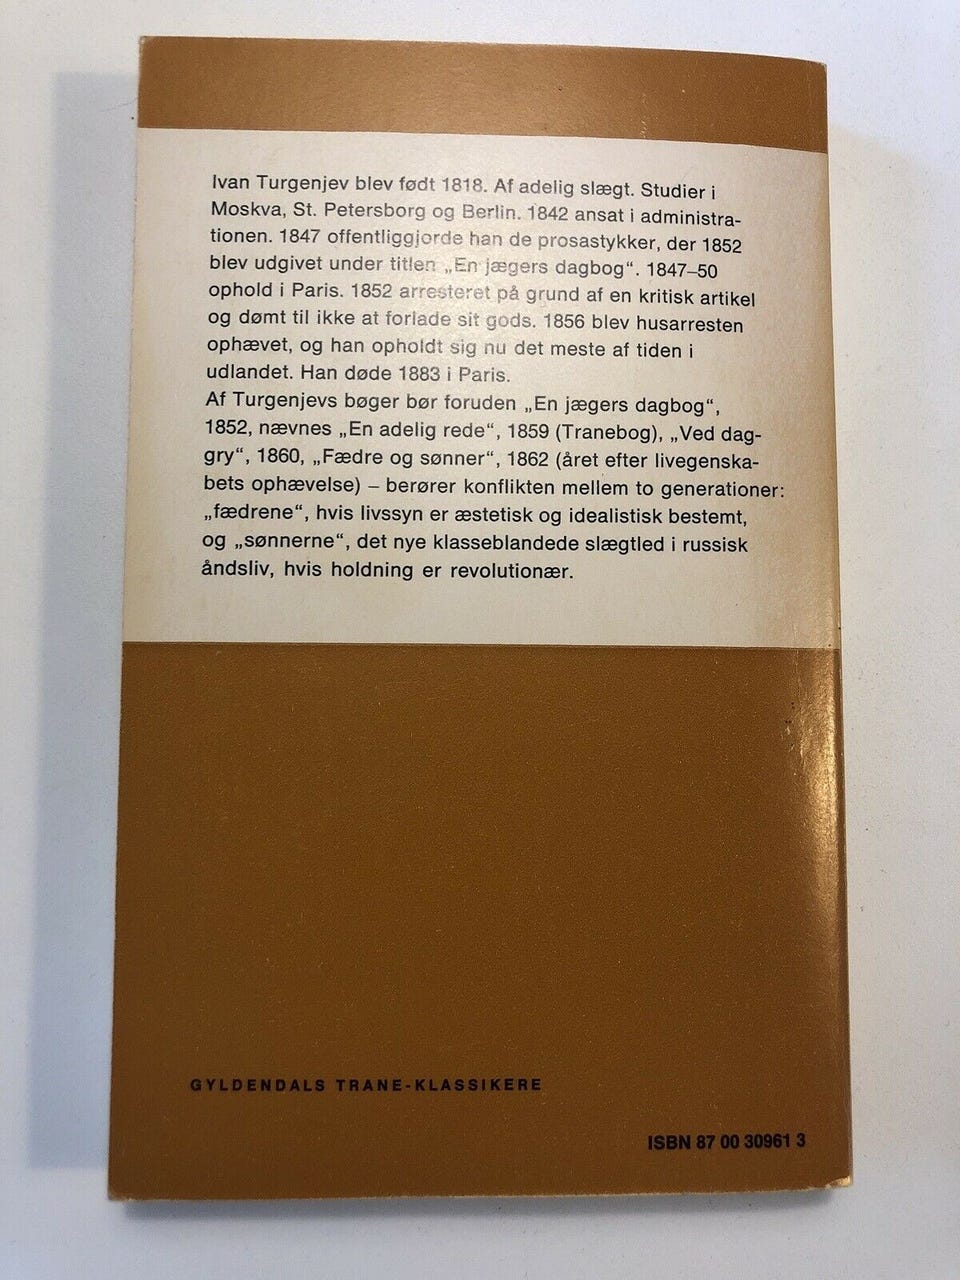 Ivan Turgenjev blev født 1818. Af adelig slægt. Studier i
Moskva, St. Petersborg og Berlin. 1842 ansat i administra-
tionen. 1847 offentliggjorde han de prosastykker, der 1852
blev udgivet under titlen „En jægers dagbog“. 1847–50
ophold i Paris. 1852 arresteret på grund af en kritisk artikel
og dømt til ikke at forlade sit gods. 1856 blev husarresten
ophævet, og han opholdt sig nu det meste af tiden i
udlandet. Han døde 1883 i Paris.
Af Turgenjevs bøger bør foruden „En jægers dagbog“,
1852, nævnes „En adelig rede“, 1859 (Tranebog), „Ved dag-
gry“, 1860, „Fædre og sønner“, 1862 (året efter livegenska-
bets ophævelse) – berører konflikten mellem to generationer:
„fædrene“, hvis livssyn er æstetisk og idealistisk bestemt,
og „sønnerne“, det nye klasseblandede slægtled i russisk
åndsliv, hvis holdning er revolutionær.
GYLDENDALS TRANE-KLASSIKERE
ISBN 87 00 30961 3